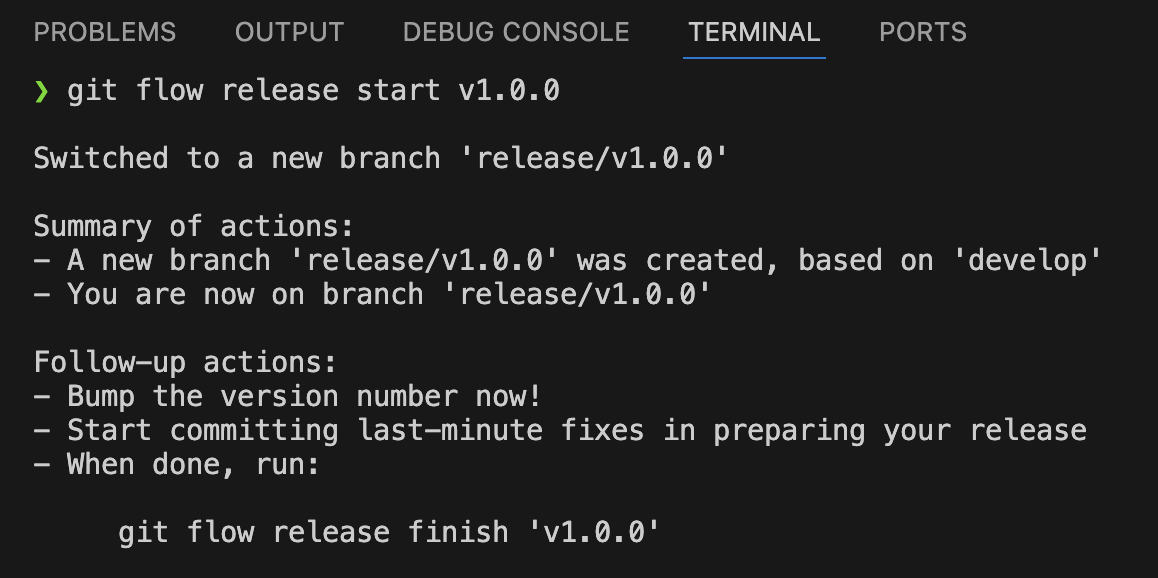 PROBLEMS OUTPUT DEBUG CONSOLE TERMINAL PORTS
❯ git flow release start v1.0.0
Switched to a new branch 'release/v1.0.0'
Summary of actions:
- A new branch 'release/v1.0.0' was created, based on 'develop'
- You are now on branch 'release/v1.0.0'
Follow-up actions:
- Bump the version number now!
- Start committing last-minute fixes in preparing your release
- When done, run:
git flow release finish 'v1.0.0'